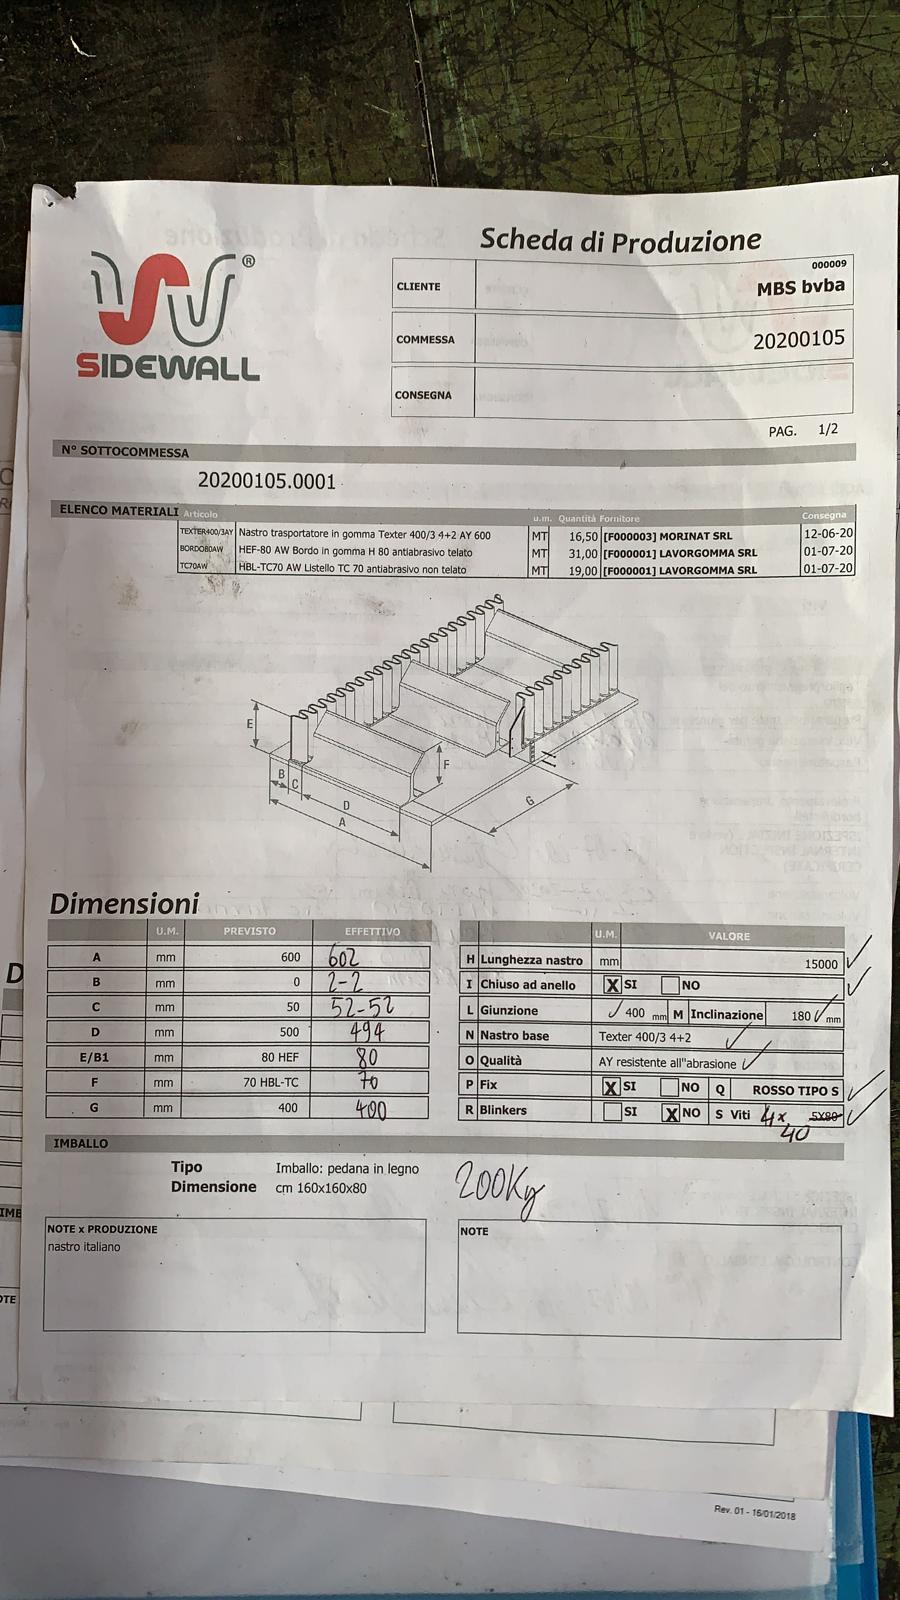 Scheda di Produzione
®
SIDEWALL
000009
CLIENTE MBS bvba
COMMESSA 20200105
CONSEGNA
PAG. 1/2
N° SOTTOCOMMESSA
20200105.0001
ELENCO MATERIALI Articolo u.m. Quantità Fornitore Consegna
TEXTER400/3AY Nastro trasportatore in gomma Texter 400/3 4+2 AY 600 MT 16,50 [F000003] MORINAT SRL 12-06-20
BORDO80AW HEF-80 AW Bordo in gomma H 80 antiabrasivo telato MT 31,00 [F000001] LAVORGOMMA SRL 01-07-20
TC70AW HBL-TC70 AW Listello TC 70 antiabrasivo non telato MT 19,00 [F000001] LAVORGOMMA SRL 01-07-20
E
B
C
D
A
F
G
Dimensioni
U.M. PREVISTO EFFETTIVO
A mm 600 602
B mm 0 2-2
C mm 50 52-52
D mm 500 494
E/B1 mm 80 HEF 80
F mm 70 HBL-TC 70
G mm 400 400
U.M. VALORE
H Lunghezza nastro mm 15000
I Chiuso ad anello X SI NO
L Giunzione 400 mm M Inclinazione 180 mm
N Nastro base Texter 400/3 4+2
O Qualità AY resistente all"abrasione
P Fix X SI NO Q ROSSO TIPO S
R Blinkers SI X NO S Viti 4x 5X80
40
IMBALLO
Tipo Imballo: pedana in legno
Dimensione cm 160x160x80
200Kg
NOTE x PRODUZIONE
nastro italiano
NOTE
Rev. 01 - 16/01/2018